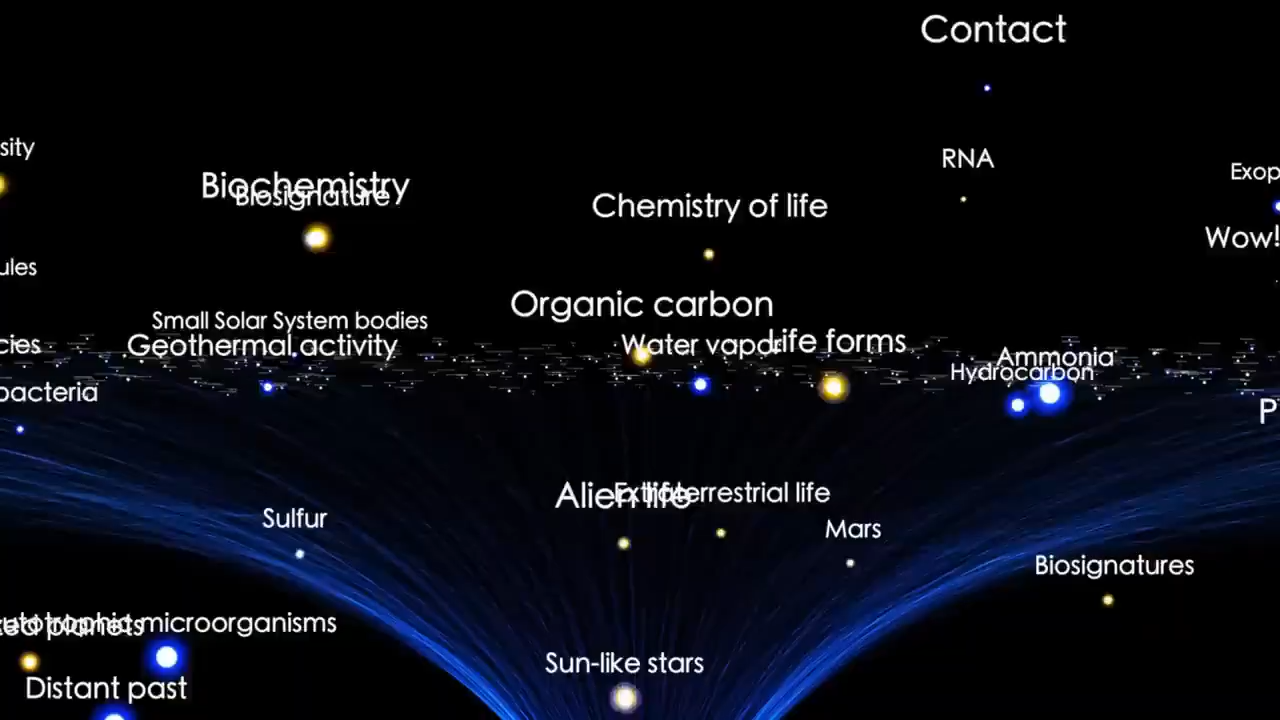 Contact
sity
RNA
Exop
Biochemistry
Biosignature
Chemistry of life
Wow!
ules
Organic carbon
Small Solar System bodies
cies
Geothermal activity
Water vapor
Life forms
Ammonia
Hydrocarbon
bacteria
P
Alien life
Extraterrestrial life
Sulfur
Mars
Biosignatures
planets
utotrophic microorganisms
Sun-like stars
Distant past